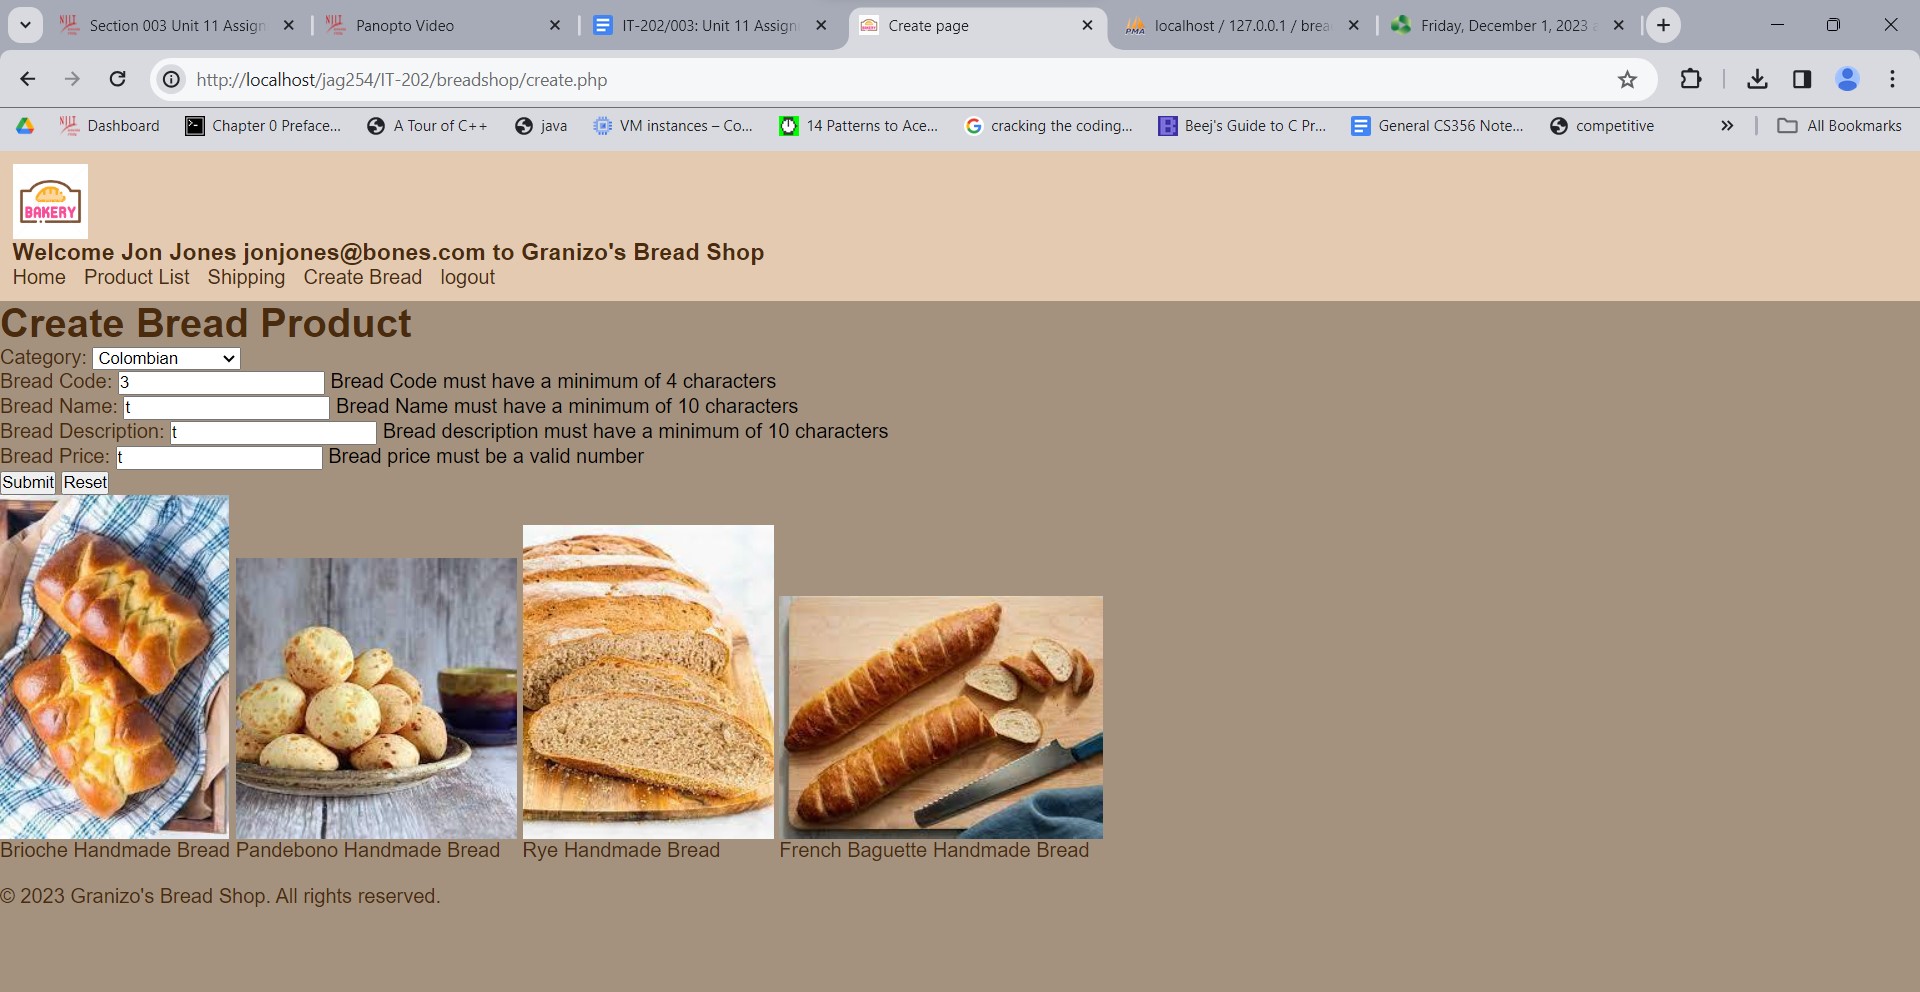 Section 003 Unit 11 Assign
Panopto Video
IT-202/003: Unit 11 Assign
Create page
PMA
localhost / 127.0.0.1 / brea
Friday, December 1, 2023 a
http://localhost/jag254/IT-202/breadshop/create.php
NJIT Dashboard
Chapter 0 Preface...
A Tour of C++
java
VM instances – Co...
14 Patterns to Ace...
cracking the coding...
Beej's Guide to C Pr...
General CS356 Note...
competitive
All Bookmarks
BAKERY
Welcome Jon Jones jonjones@bones.com to Granizo's Bread Shop
Home Product List Shipping Create Bread logout
Create Bread Product
Category: Colombian
Bread Code: 3 Bread Code must have a minimum of 4 characters
Bread Name: t Bread Name must have a minimum of 10 characters
Bread Description: t Bread description must have a minimum of 10 characters
Bread Price: t Bread price must be a valid number
Submit Reset
Brioche Handmade Bread Pandebono Handmade Bread Rye Handmade Bread French Baguette Handmade Bread
© 2023 Granizo's Bread Shop. All rights reserved.